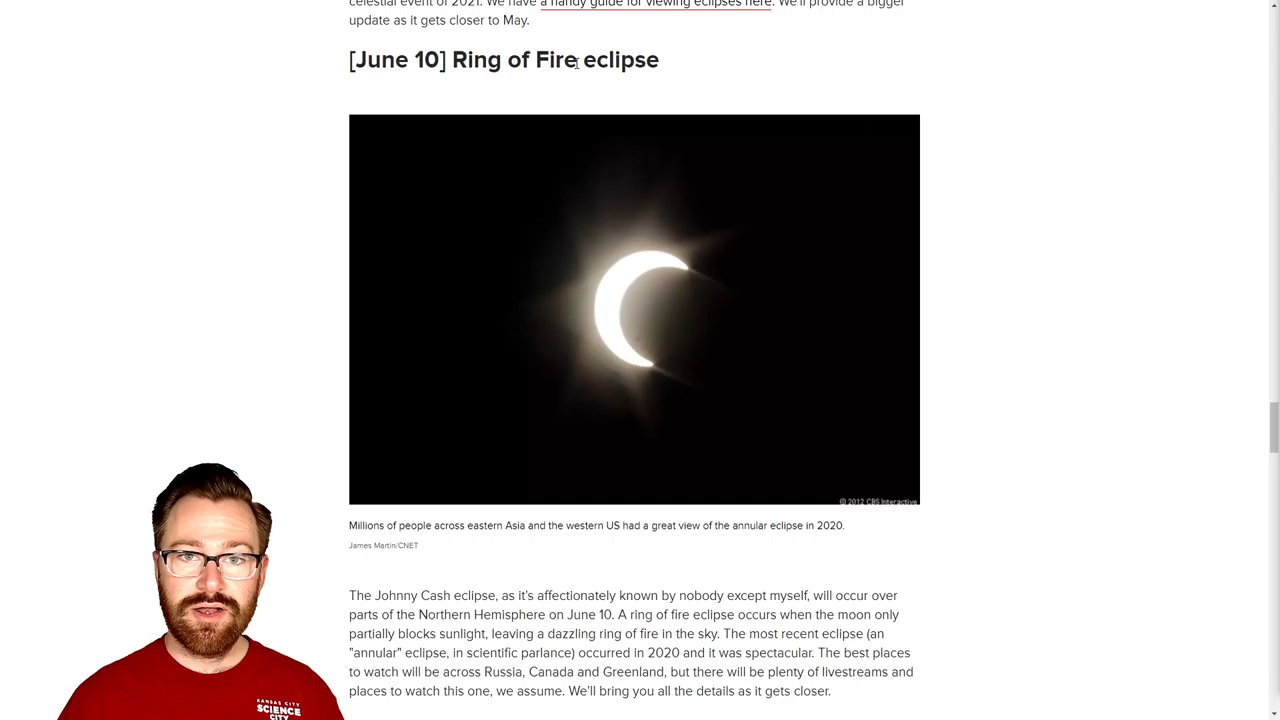 celestial event of 2021. We have a handy guide for viewing eclipses here. We'll provide a bigger
update as it gets closer to May.
[June 10] Ring of Fire eclipse
© 2012 CBS Interactive
Millions of people across eastern Asia and the western US had a great view of the annular eclipse in 2020.
James Martin/CNET
The Johnny Cash eclipse, as it's affectionately known by nobody except myself, will occur over
parts of the Northern Hemisphere on June 10. A ring of fire eclipse occurs when the moon only
partially blocks sunlight, leaving a dazzling ring of fire in the sky. The most recent eclipse (an
"annular" eclipse, in scientific parlance) occurred in 2020 and it was spectacular. The best places
to watch will be across Russia, Canada and Greenland, but there will be plenty of livestreams and
places to watch this one, we assume. We'll bring you all the details as it gets closer.
KANSAS CITY
SCIENCE
CITY